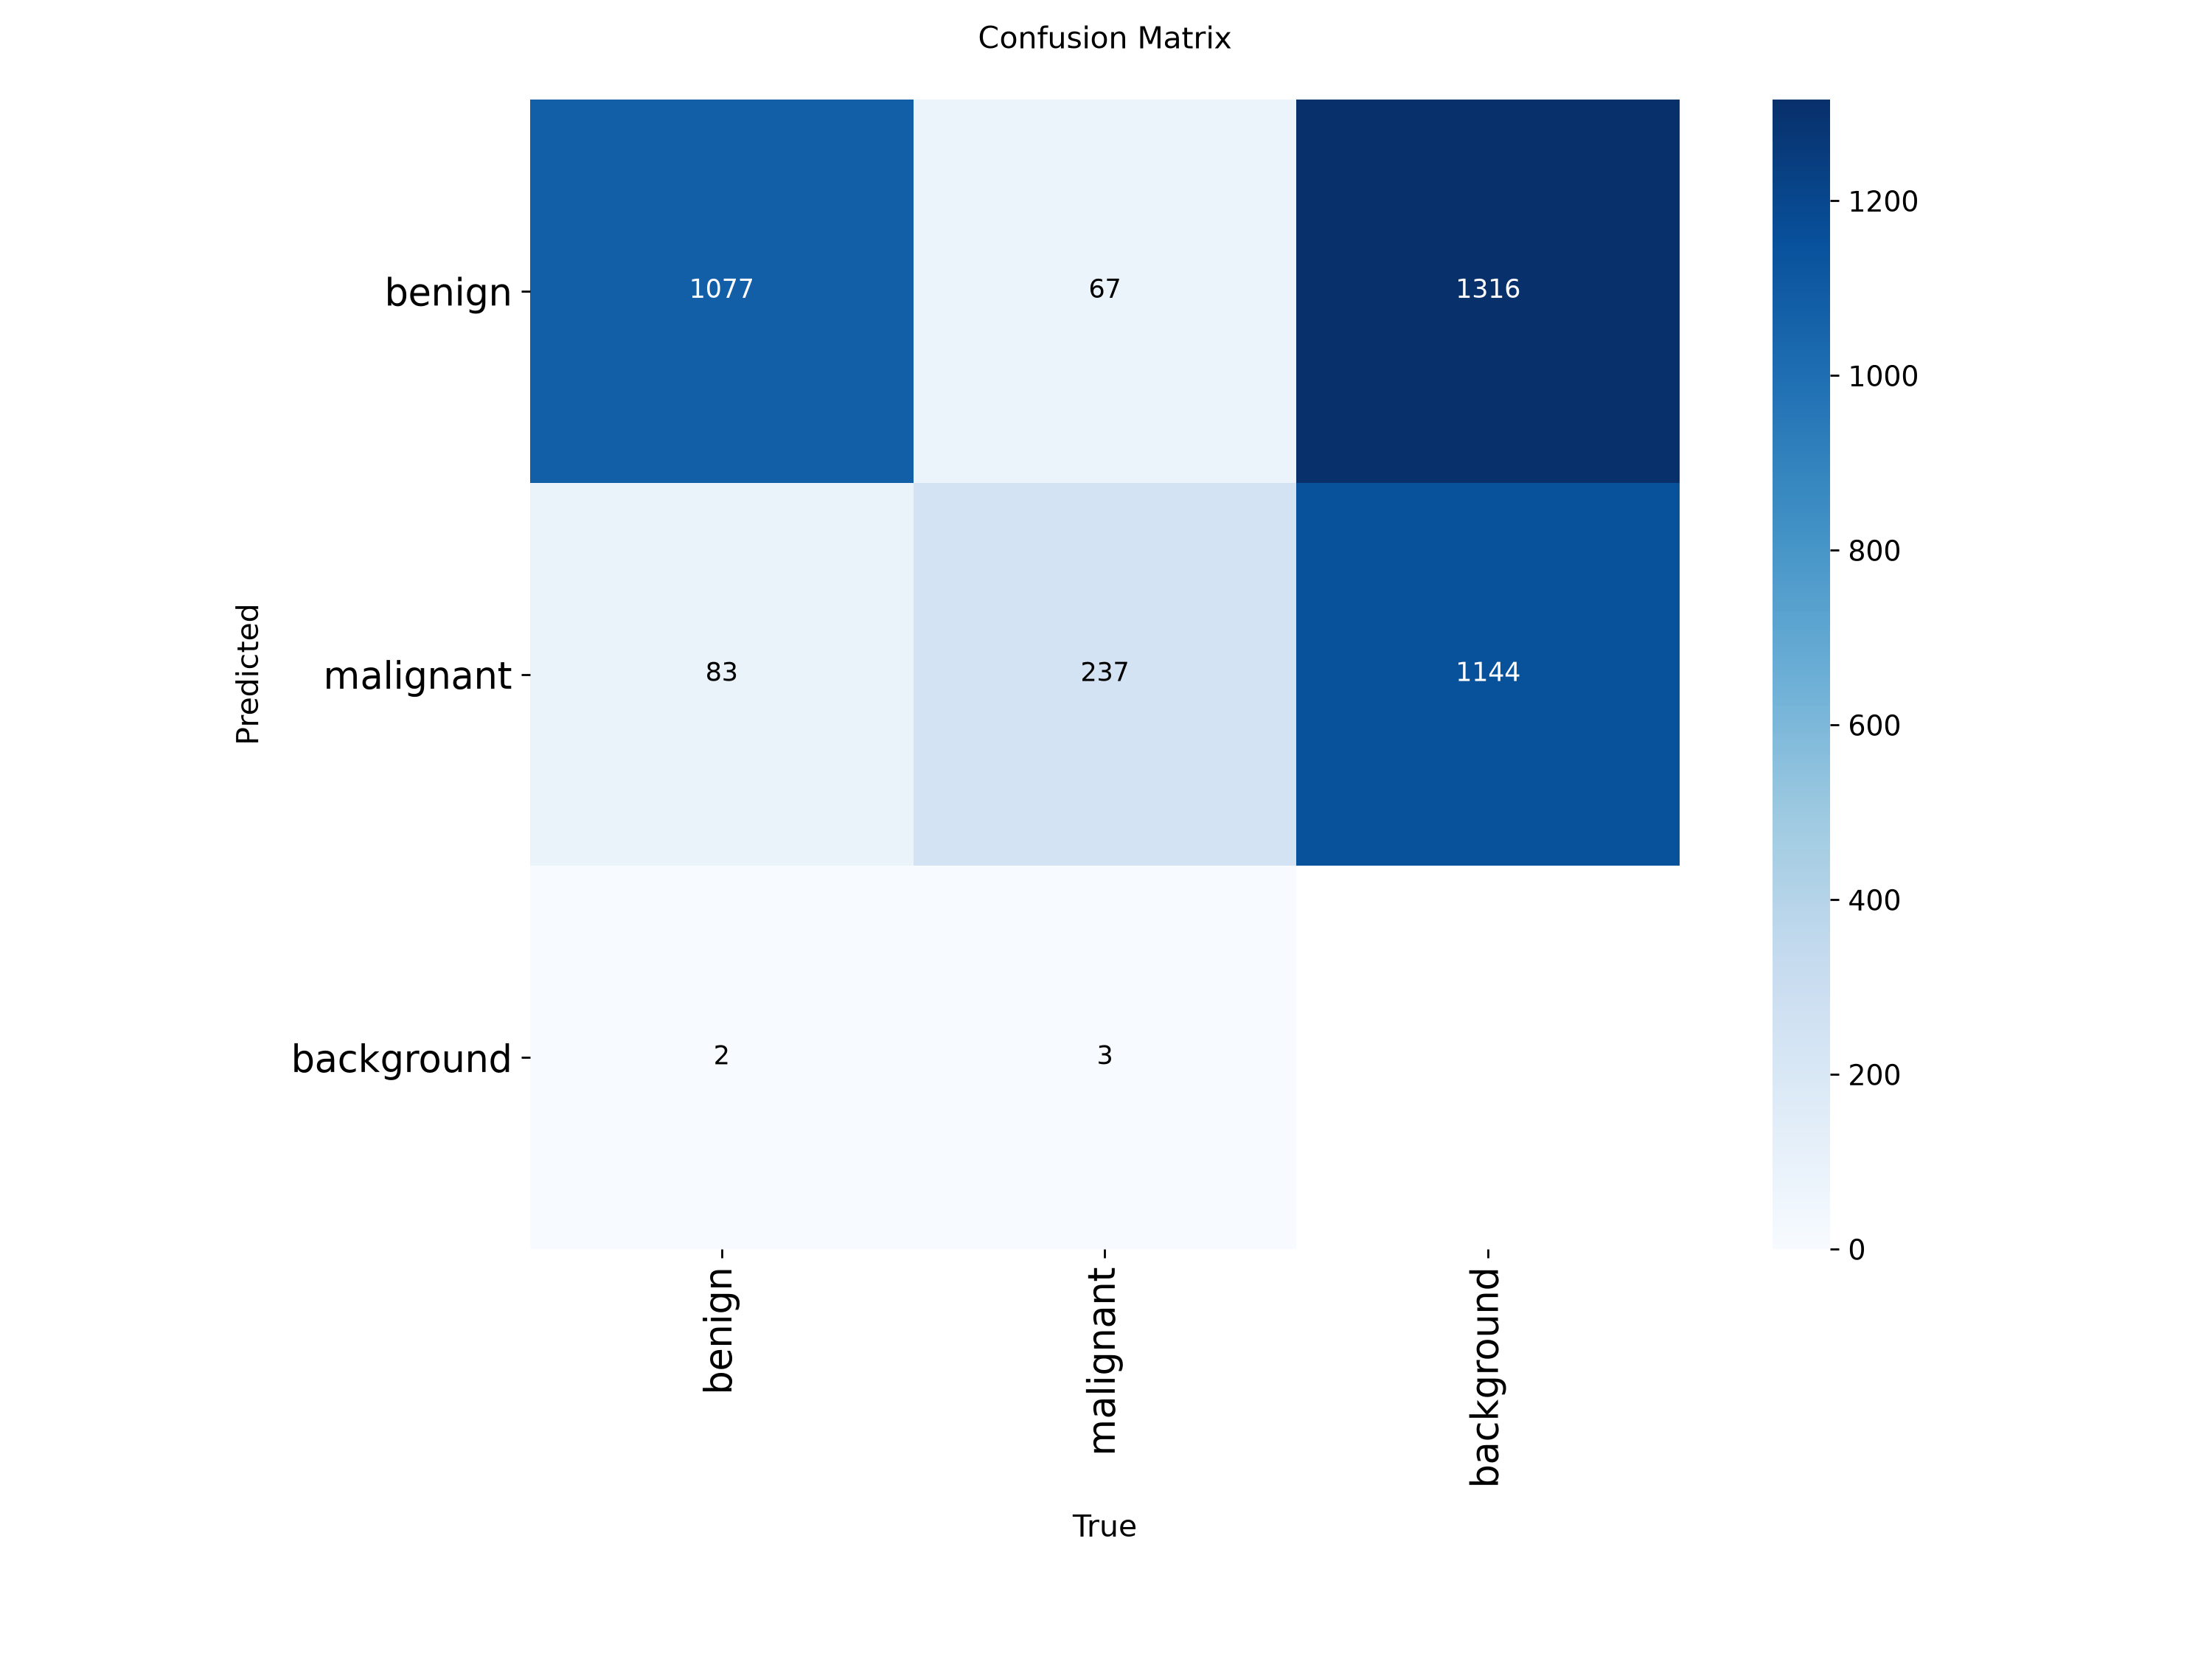 Confusion Matrix
benign
1077
67
1316
malignant
83
237
1144
background
2
3
Predicted
benign
malignant
background
True
1200
1000
800
600
400
200
0